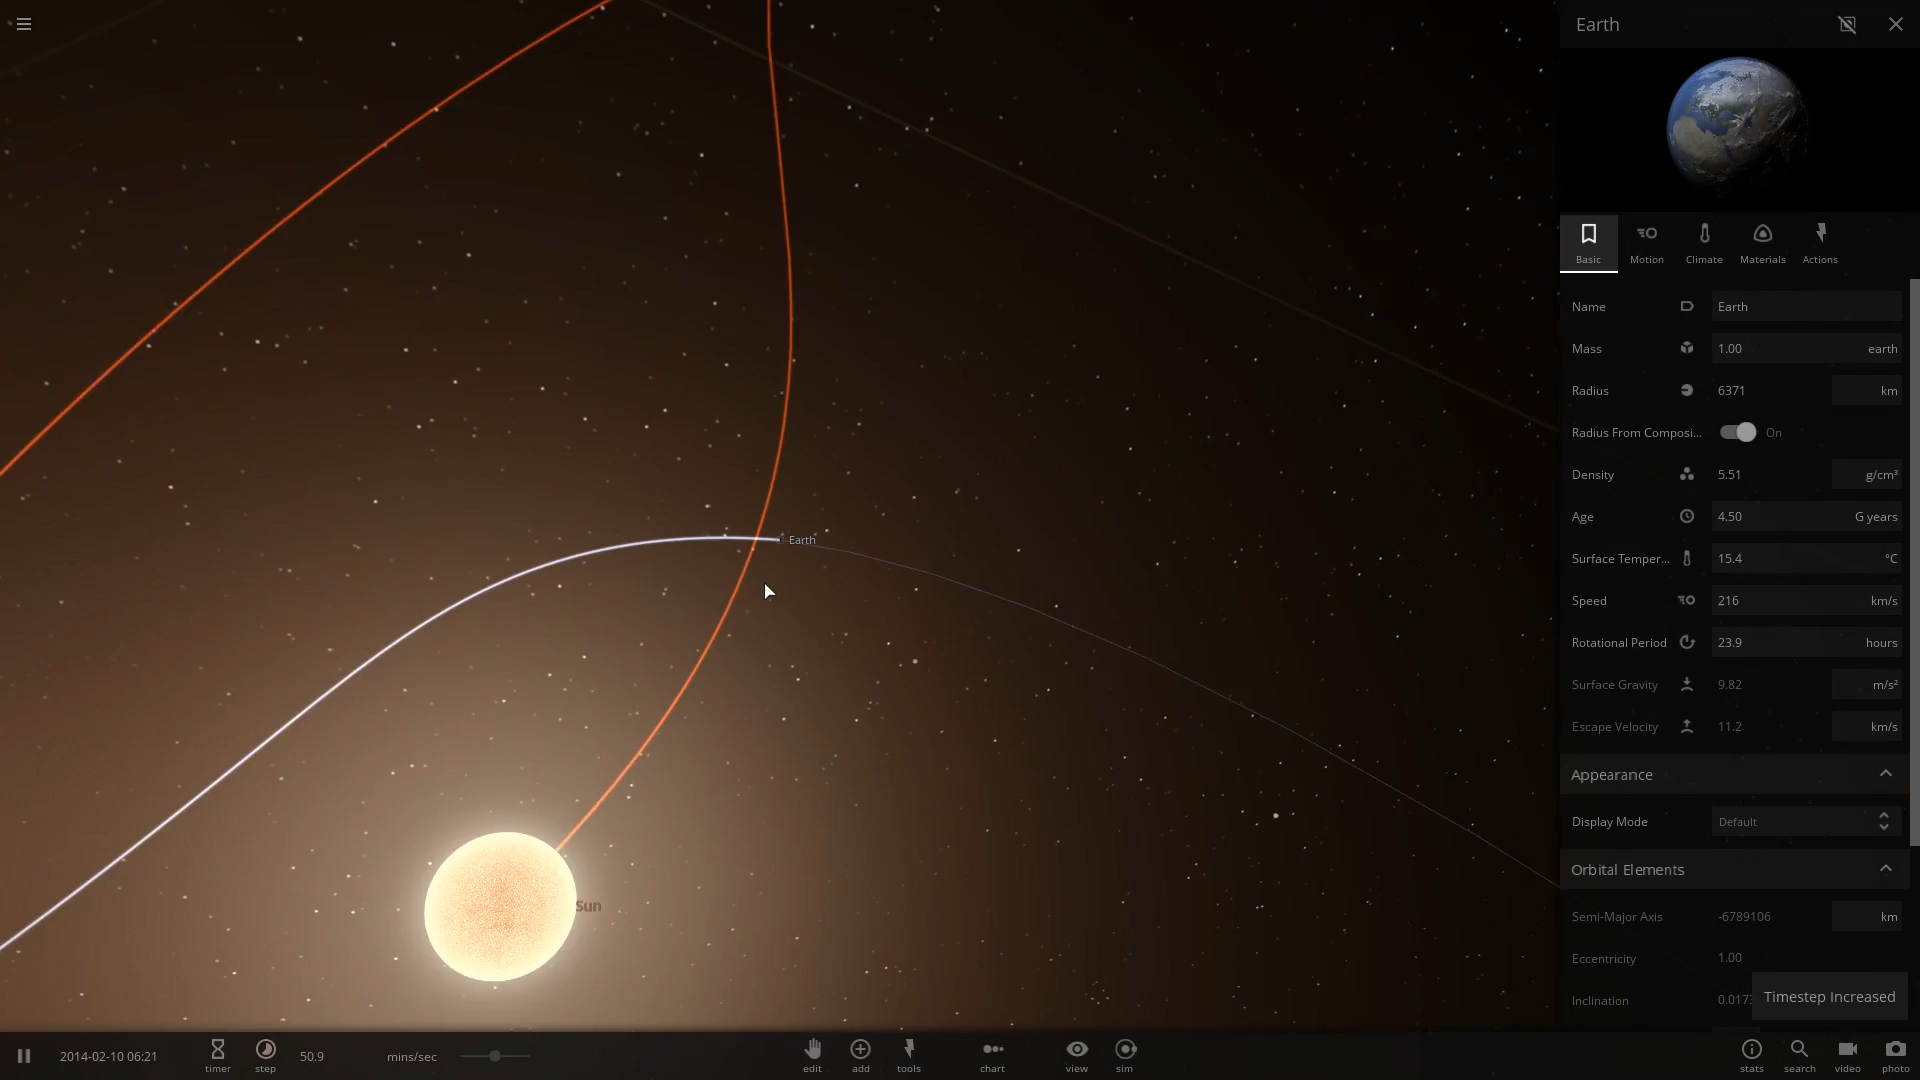 Earth
Basic Motion Climate Materials Actions
Name Earth
Mass 1.00 earth
Radius 6371 km
Radius From Composi... On
Density 5.51 g/cm³
Age 4.50 G years
Surface Temper... 15.4 °C
Speed 216 km/s
Rotational Period 23.9 hours
Surface Gravity 9.82 m/s²
Escape Velocity 11.2 km/s
Appearance
Display Mode Default
Orbital Elements
Semi-Major Axis -6789106 km
Eccentricity 1.00
Inclination 0.0173
Timestep Increased
Earth
Sun
2014-02-10 06:21 timer step 50.9 mins/sec edit add tools chart view sim stats search video photo